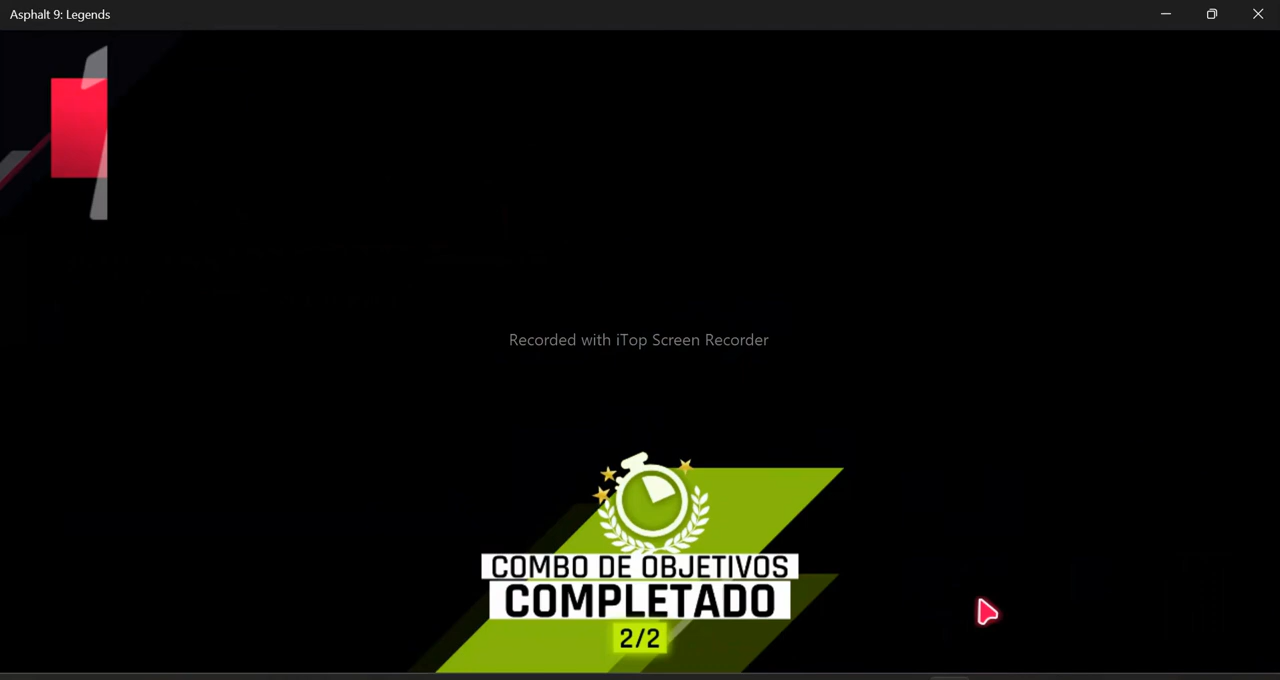 Asphalt 9: Legends
Recorded with iTop Screen Recorder
COMBO DE OBJETIVOS
COMPLETADO
2/2